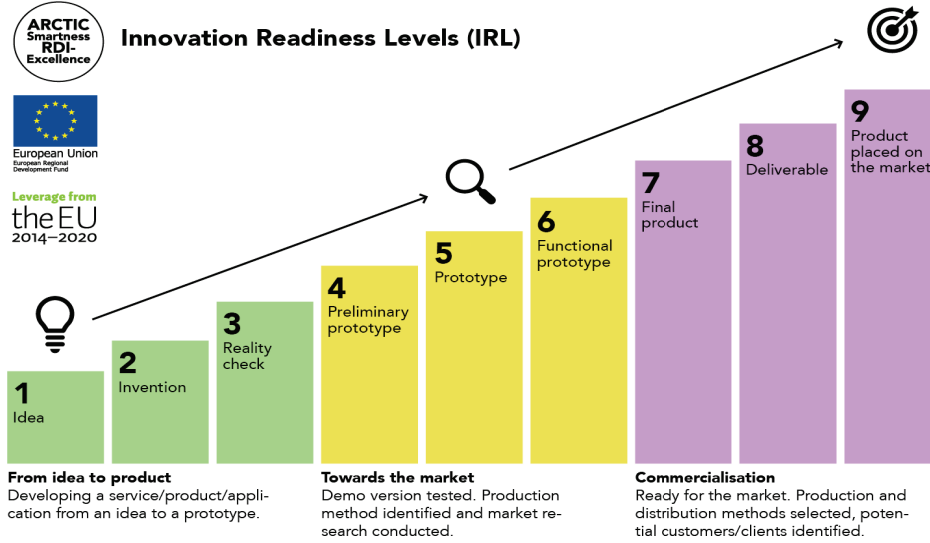 ARCTIC
Smartness
RDI-
Excellence
Innovation Readiness Levels (IRL)
European Union
European Regional
Development Fund
Leverage from
the EU
2014–2020
1
Idea
2
Invention
3
Reality
check
4
Preliminary
prototype
5
Prototype
6
Functional
prototype
7
Final
product
8
Deliverable
9
Product
placed on
the market
From idea to product
Developing a service/product/appli-
cation from an idea to a prototype.
Towards the market
Demo version tested. Production
method identified and market re-
search conducted.
Commercialisation
Ready for the market. Production and
distribution methods selected, poten-
tial customers/clients identified.